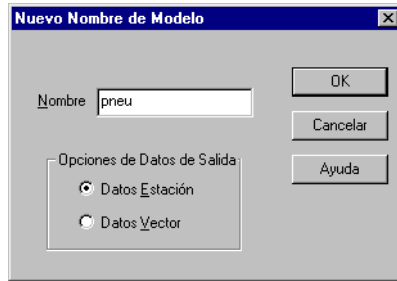 Nuevo Nombre de Modelo
Nombre pneu
OK
Cancelar
Ayuda
Opciones de Datos de Salida
Datos Estación
Datos Vector